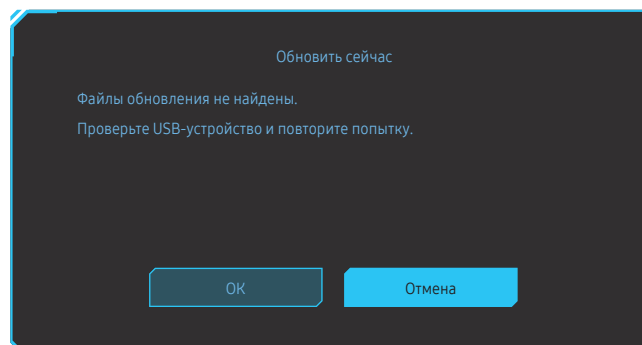 Обновить сейчас
Файлы обновления не найдены.
Проверьте USB-устройство и повторите попытку.
OK
Отмена